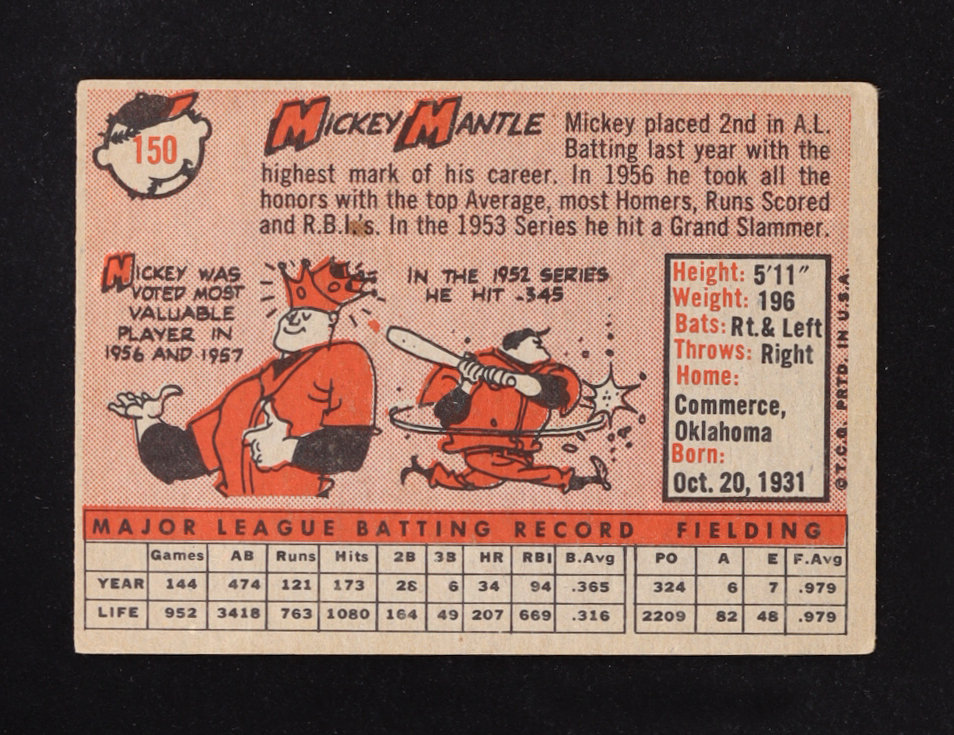 150
MICKEY MANTLE
Mickey placed 2nd in A.L.
Batting last year with the
highest mark of his career. In 1956 he took all the
honors with the top Average, most Homers, Runs Scored
and R.B.I.'s. In the 1953 Series he hit a Grand Slammer.
MICKEY WAS
VOTED MOST
VALUABLE
PLAYER IN
1956 AND 1957
IN THE 1952 SERIES
HE HIT .345
Height: 5'11"
Weight: 196
Bats: Rt.& Left
Throws: Right
Home:
Commerce,
Oklahoma
Born:
Oct. 20, 1931
©T.C.G. PRTD. IN U.S.A.
MAJOR LEAGUE BATTING RECORD FIELDING
Games AB Runs Hits 2B 3B HR RBI B.Avg PO A E F.Avg
YEAR 144 474 121 173 28 6 34 94 .365 324 6 7 .979
LIFE 952 3418 763 1080 164 49 207 669 .316 2209 82 48 .979